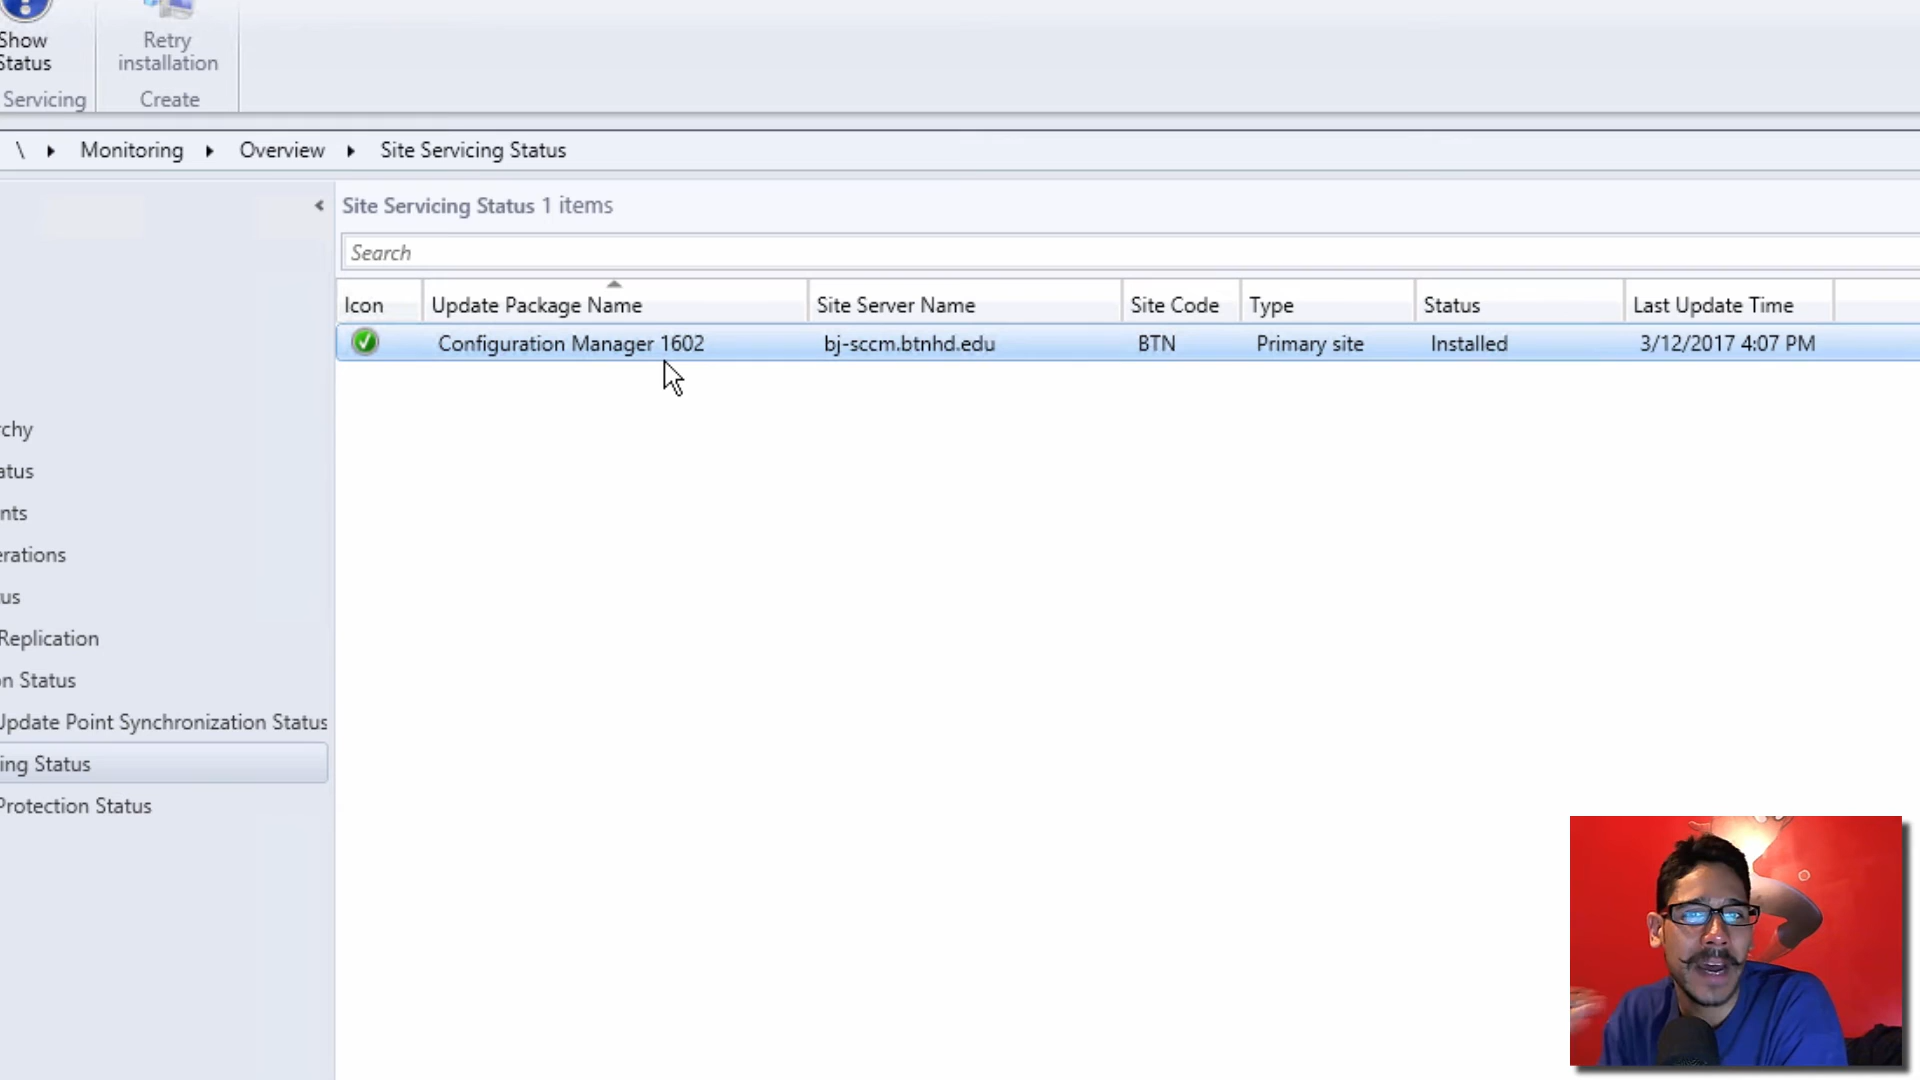 Show
Status
Retry
installation
Servicing
Create
\ Monitoring Overview Site Servicing Status
Site Servicing Status 1 items
Search
Icon Update Package Name Site Server Name Site Code Type Status Last Update Time
Configuration Manager 1602 bj-sccm.btnhd.edu BTN Primary site Installed 3/12/2017 4:07 PM
rchy
atus
nts
erations
us
Replication
on Status
Update Point Synchronization Status
ing Status
Protection Status